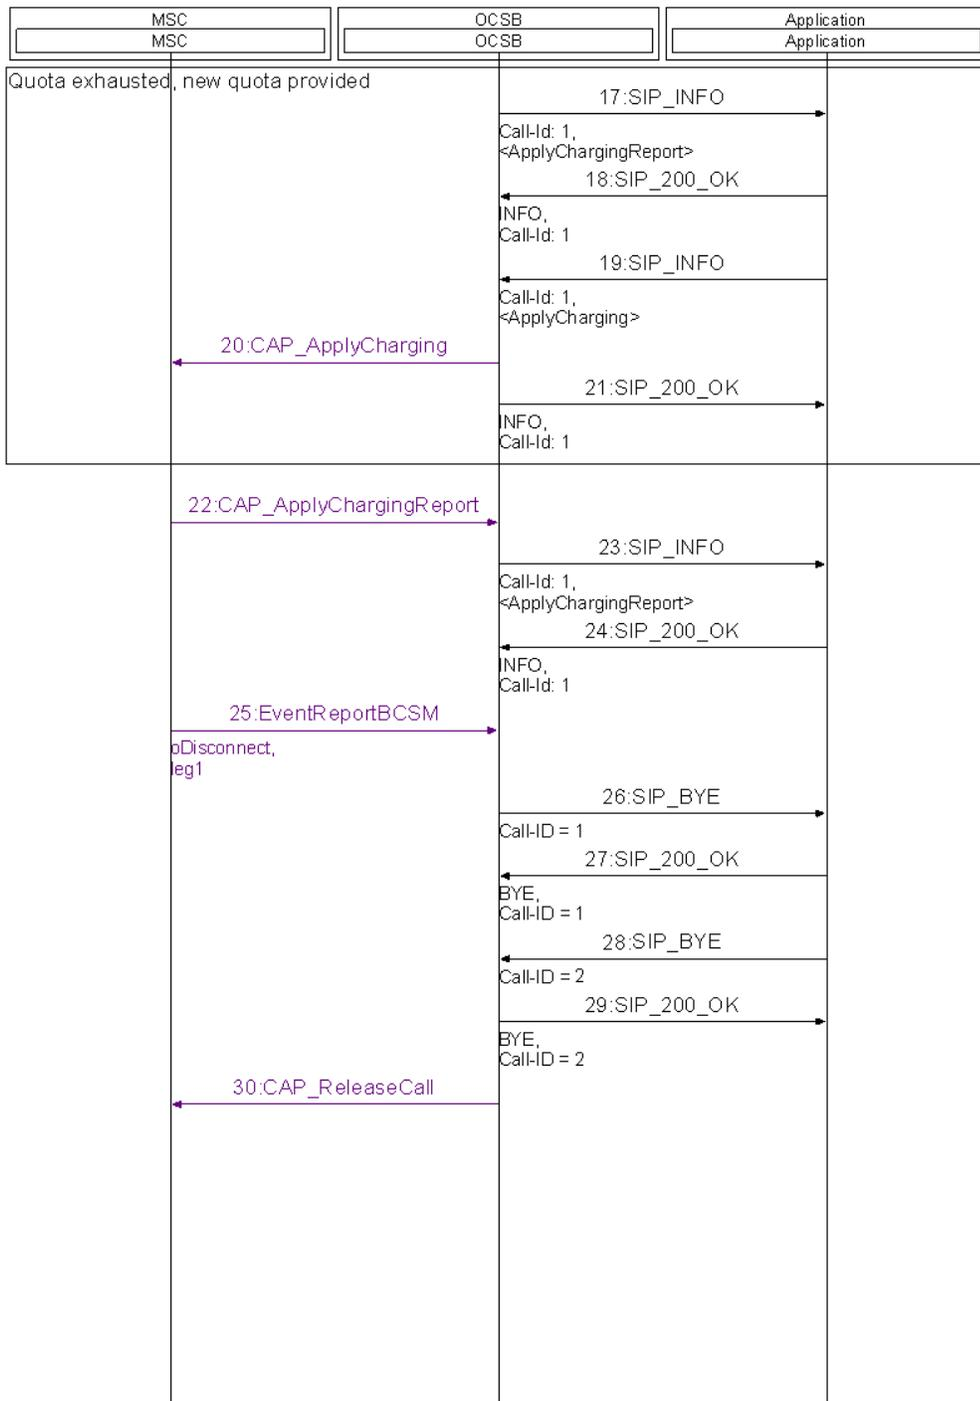 MSC
OCSB
Application
MSC
OCSB
Application
Quota exhausted, new quota provided
17:SIP_INFO
Call-Id: 1,
<ApplyChargingReport>
18:SIP_200_OK
INFO,
Call-Id: 1
19:SIP_INFO
Call-Id: 1,
<ApplyCharging>
20:CAP_ApplyCharging
21:SIP_200_OK
INFO,
Call-Id: 1
22:CAP_ApplyChargingReport
23:SIP_INFO
Call-Id: 1,
<ApplyChargingReport>
24:SIP_200_OK
INFO,
Call-Id: 1
25:EventReportBCSM
oDisconnect,
leg1
26:SIP_BYE
Call-ID = 1
27:SIP_200_OK
BYE,
Call-ID = 1
28:SIP_BYE
Call-ID = 2
29:SIP_200_OK
BYE,
Call-ID = 2
30:CAP_ReleaseCall